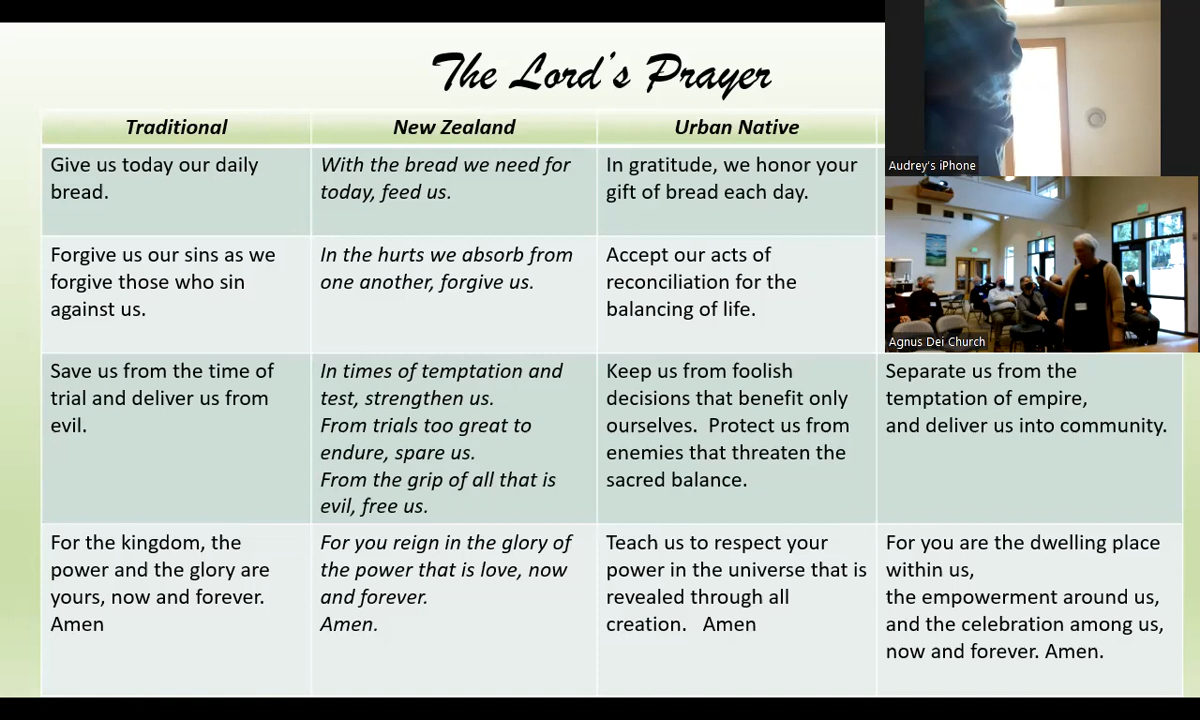 The Lord's Prayer
Traditional
New Zealand
Urban Native
Give us today our daily
bread.
With the bread we need for
today, feed us.
In gratitude, we honor your
gift of bread each day.
Forgive us our sins as we
forgive those who sin
against us.
In the hurts we absorb from
one another, forgive us.
Accept our acts of
reconciliation for the
balancing of life.
Save us from the time of
trial and deliver us from
evil.
In times of temptation and
test, strengthen us.
From trials too great to
endure, spare us.
From the grip of all that is
evil, free us.
Keep us from foolish
decisions that benefit only
ourselves.  Protect us from
enemies that threaten the
sacred balance.
Separate us from the
temptation of empire,
and deliver us into community.
For the kingdom, the
power and the glory are
yours, now and forever.
Amen
For you reign in the glory of
the power that is love, now
and forever.
Amen.
Teach us to respect your
power in the universe that is
revealed through all
creation.   Amen
For you are the dwelling place
within us,
the empowerment around us,
and the celebration among us,
now and forever. Amen.
Audrey's iPhone
Agnus Dei Church